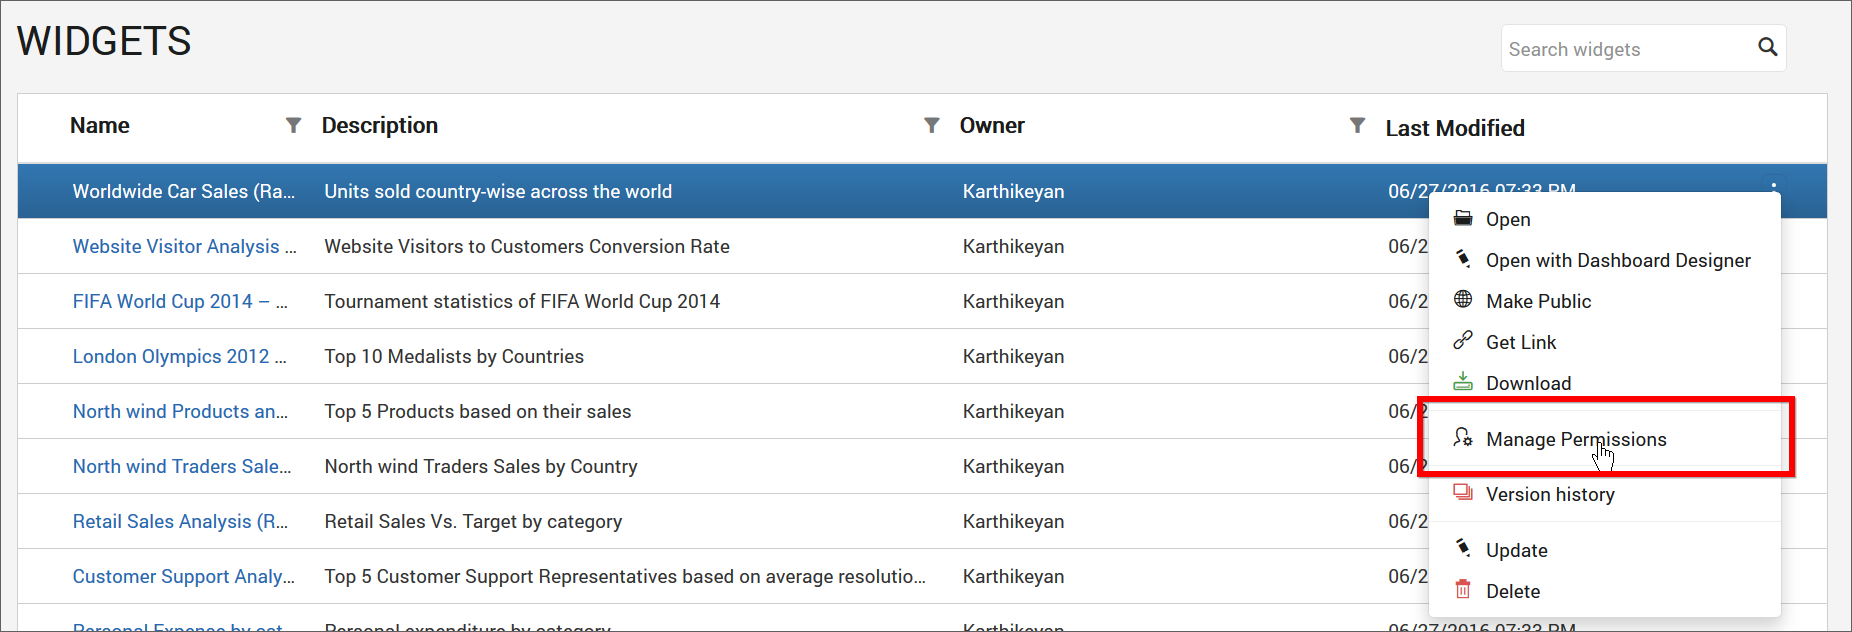 WIDGETS
Search widgets
Name Description Owner Last Modified
Worldwide Car Sales (Ra... Units sold country-wise across the world Karthikeyan 06/27/2016 07:33 PM
Open
Website Visitor Analysis ... Website Visitors to Customers Conversion Rate Karthikeyan 06/2
Open with Dashboard Designer
FIFA World Cup 2014 – ... Tournament statistics of FIFA World Cup 2014 Karthikeyan 06/2
Make Public
London Olympics 2012 ... Top 10 Medalists by Countries Karthikeyan 06/2
Get Link
Download
North wind Products an... Top 5 Products based on their sales Karthikeyan 06/2
Manage Permissions
North wind Traders Sale... North wind Traders Sales by Country Karthikeyan 06/2
Version history
Retail Sales Analysis (R... Retail Sales Vs. Target by category Karthikeyan 06/2
Update
Customer Support Analy... Top 5 Customer Support Representatives based on average resolutio... Karthikeyan 06/2
Delete
Personal Expense by cat... Personal expenditure by category Karthikeyan 06/27/2016 07:33 PM